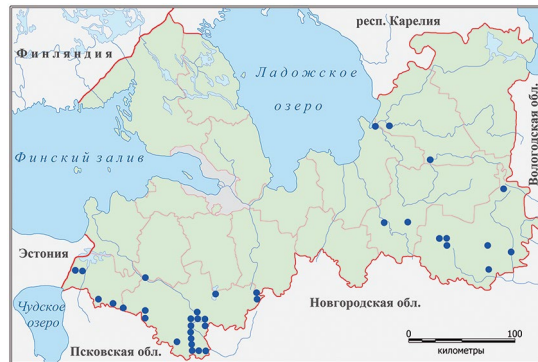 респ. Карелия
Финляндия
Ладожское
озеро
Вологодская обл.
Финский залив
Эстония
Чудское
озеро
Псковская обл.
Новгородская обл.
0 100
километры